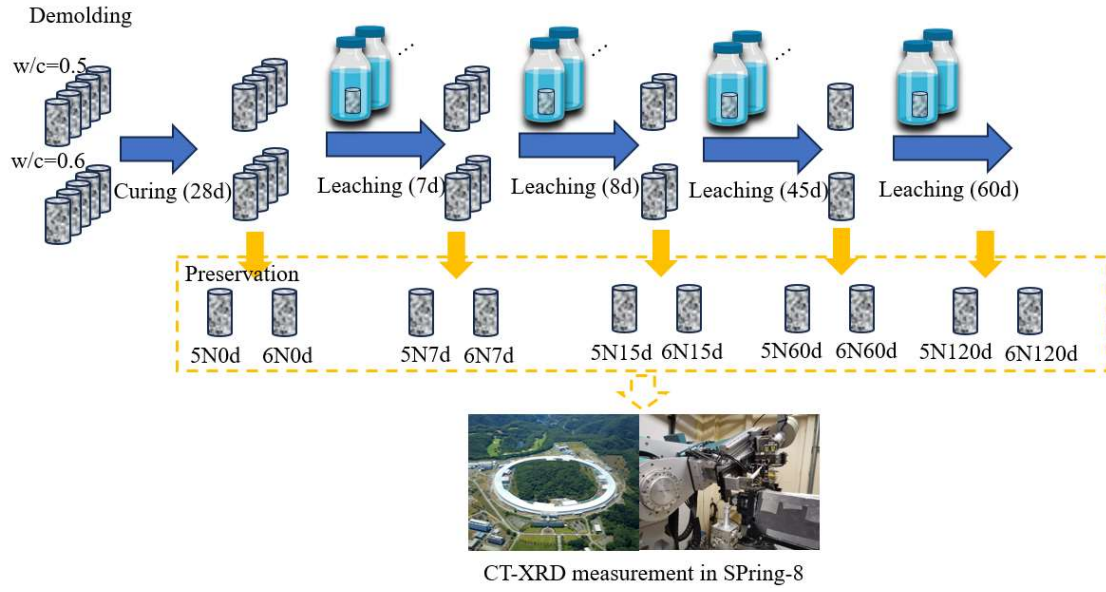 Demolding
w/c=0.5
w/c=0.6
Curing (28d)
Leaching (7d)
Leaching (8d)
Leaching (45d)
Leaching (60d)
...
...
...
Preservation
5N0d
6N0d
5N7d
6N7d
5N15d
6N15d
5N60d
6N60d
5N120d
6N120d
CT-XRD measurement in SPring-8